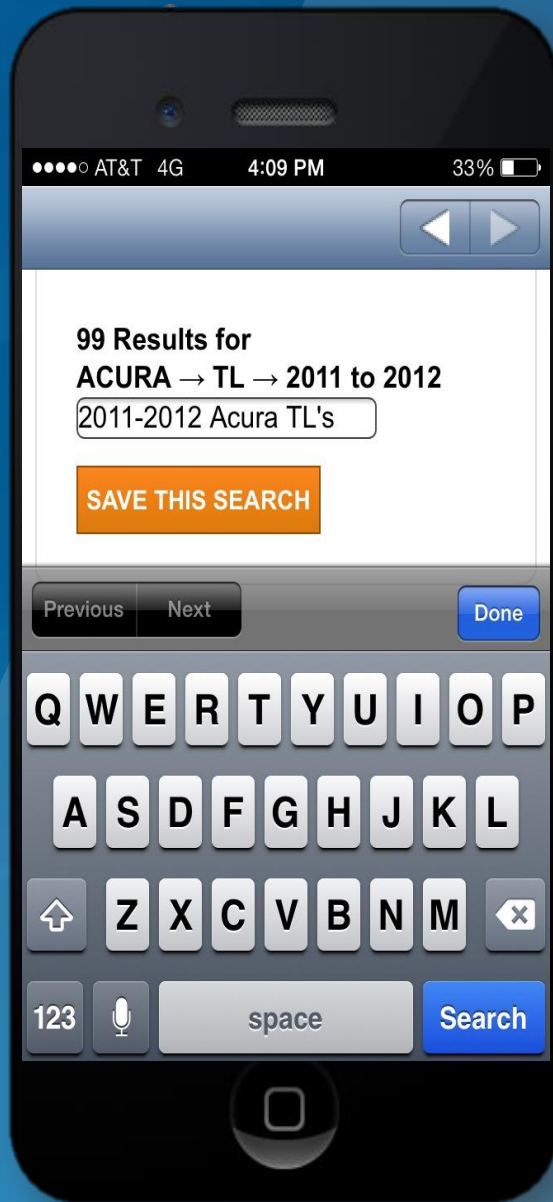 ●●●●○ AT&T 4G 4:09 PM 33%
99 Results for
ACURA → TL → 2011 to 2012
2011-2012 Acura TL's
SAVE THIS SEARCH
Previous Next Done
Q W E R T Y U I O P
A S D F G H J K L
Z X C V B N M
123 space Search